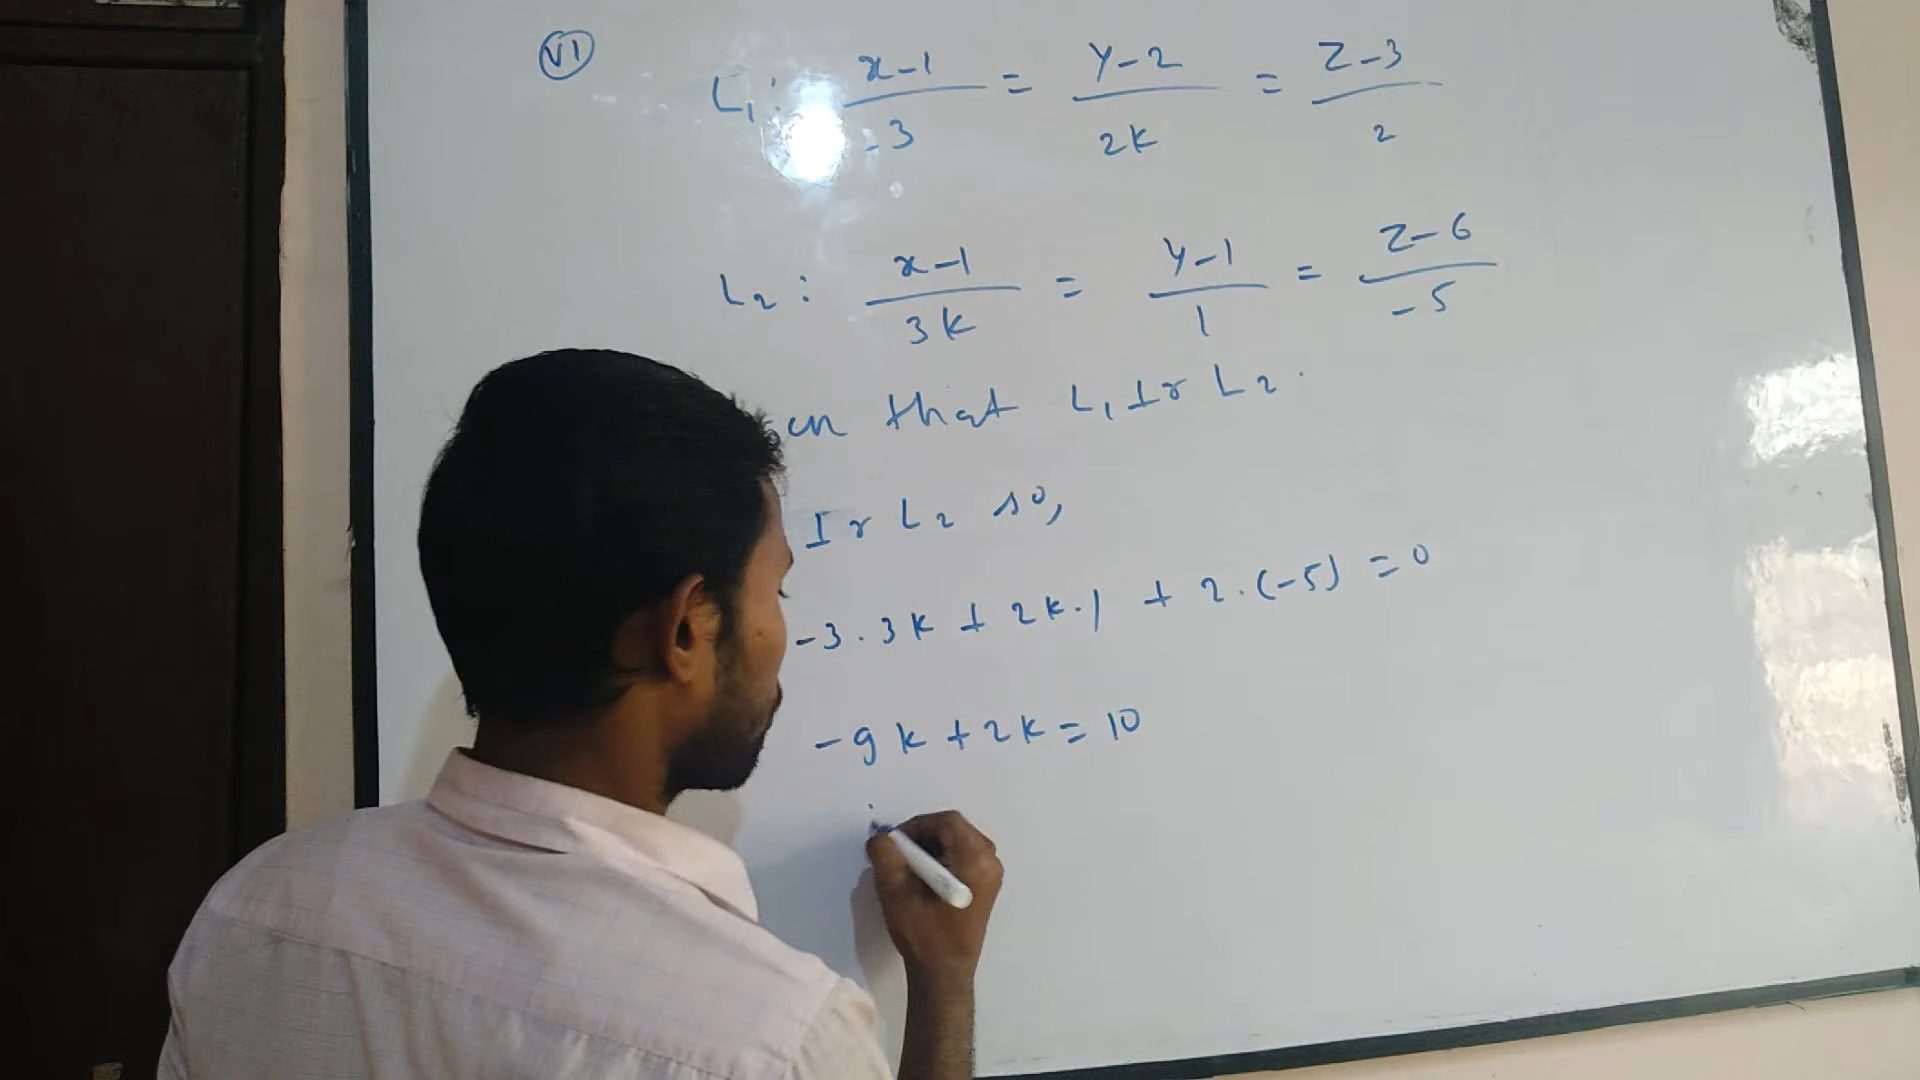 VI
L₁: x-1/-3 = y-2/2k = z-3/2
L₂: x-1/3k = y-1/1 = z-6/-5
that L₁ ⊥r L₂.
⊥r L₂ so,
-3.3k + 2k.1 + 2.(-5) = 0
-9k + 2k = 10